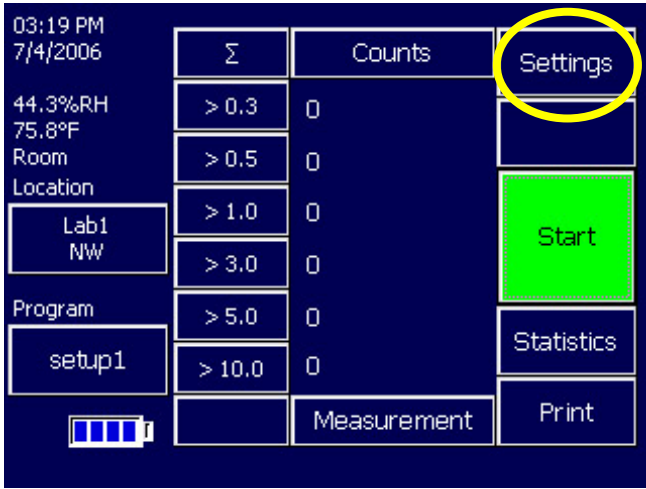 03:19 PM
7/4/2006
44.3%RH
75.8°F
Room
Location
Lab1
NW
Program
setup1
Σ Counts
> 0.3 0
> 0.5 0
> 1.0 0
> 3.0 0
> 5.0 0
> 10.0 0
Measurement
Settings
Start
Statistics
Print